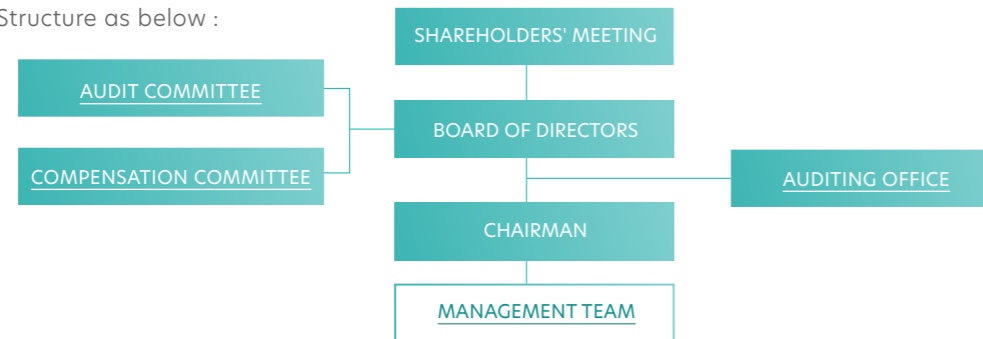 Structure as below :
SHAREHOLDERS' MEETING
AUDIT COMMITTEE
BOARD OF DIRECTORS
COMPENSATION COMMITTEE
AUDITING OFFICE
CHAIRMAN
MANAGEMENT TEAM